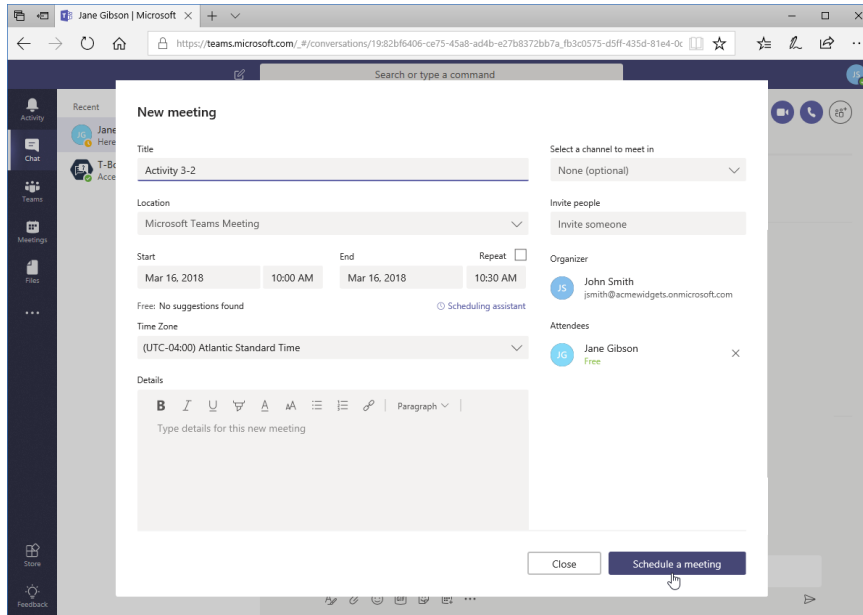 Jane Gibson | Microsoft
https://teams.microsoft.com/_#/conversations/19:82bf6406-ce75-45a8-ad4b-e27b8372bb7a_fb3c0575-d5ff-435d-81e4-0c
Search or type a command
JS
Activity
Chat
Teams
Meetings
Files
Store
Feedback
Recent
JG
Jane
Here
T-Bo
Acce
New meeting
Title
Activity 3-2
Select a channel to meet in
None (optional)
Location
Microsoft Teams Meeting
Invite people
Invite someone
Start
End
Repeat
Mar 16, 2018
10:00 AM
Mar 16, 2018
10:30 AM
Organizer
JS
John Smith
jsmith@acmewidgets.onmicrosoft.com
Free: No suggestions found
Scheduling assistant
Time Zone
(UTC-04:00) Atlantic Standard Time
Attendees
JG
Jane Gibson
Free
Details
B I U A AA Paragraph
Type details for this new meeting
Close
Schedule a meeting
GIF